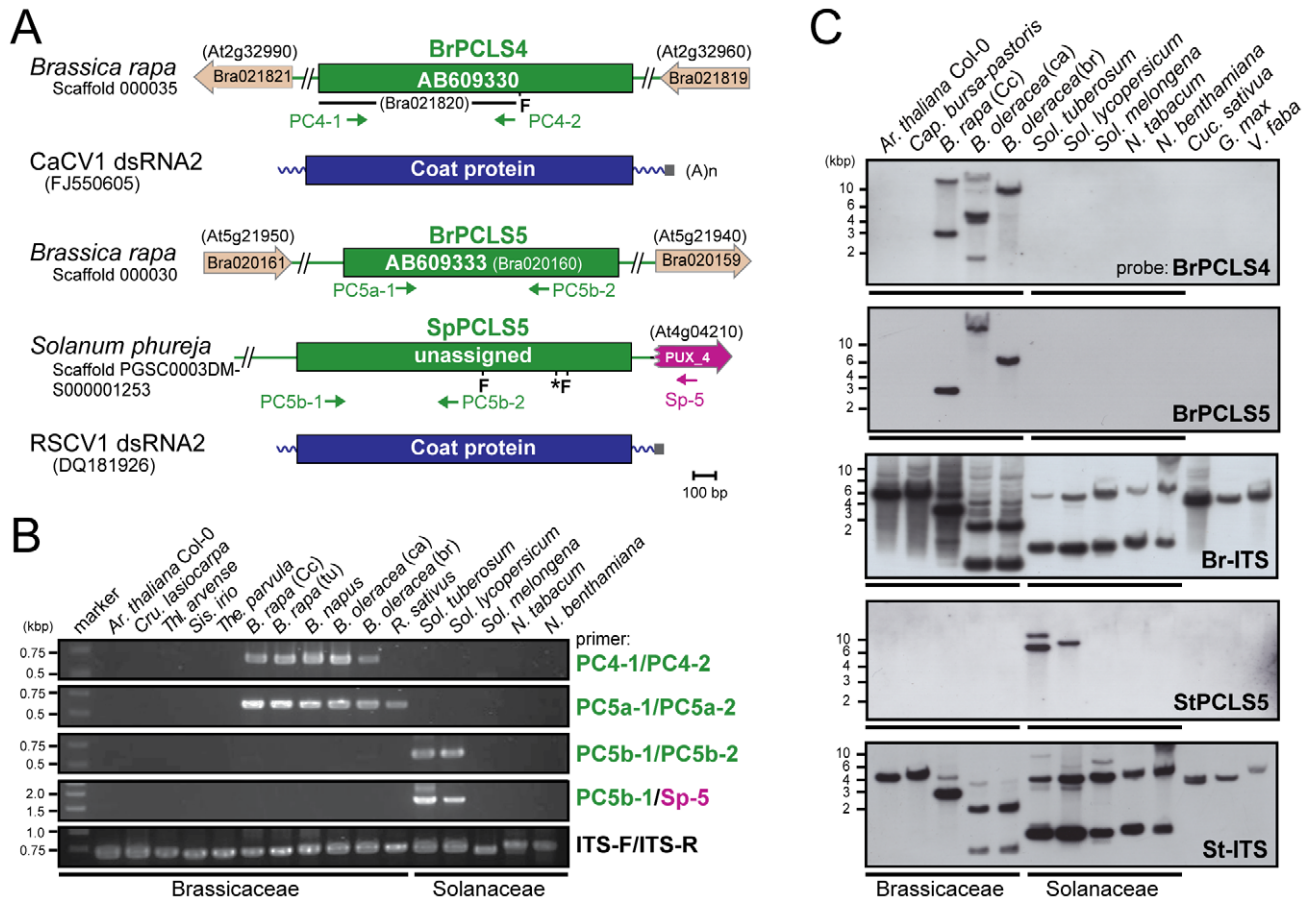 A
(At2g32990)
BrPCLS4
(At2g32960)
Brassica rapa
Scaffold 000035
Bra021821
AB609330
Bra021819
(Bra021820)
F
PC4-1
PC4-2
CaCV1 dsRNA2
(FJ550605)
Coat protein
(A)n
(At5g21950)
BrPCLS5
(At5g21940)
Brassica rapa
Scaffold 000030
Bra020161
AB609333 (Bra020160)
Bra020159
PC5a-1
PC5b-2
SpPCLS5
(At4g04210)
Solanum phureja
Scaffold PGSC0003DM-
S000001253
unassigned
PUX_4
F
*F
PC5b-1
PC5b-2
Sp-5
RSCV1 dsRNA2
(DQ181926)
Coat protein
100 bp
B
(kbp)
marker
Ar. thaliana Col-0
Cru. lasiocarpa
Thl. arvense
Sis. irio
The. parvula
B. rapa (Cc)
B. rapa (tu)
B. napus
B. oleracea (ca)
B. oleracea (br)
R. sativus
Sol. tuberosum
Sol. lycopersicum
Sol. melongena
N. tabacum
N. benthamiana
primer:
0.75
0.5
PC4-1/PC4-2
0.75
0.5
PC5a-1/PC5a-2
0.75
0.5
PC5b-1/PC5b-2
2.0
1.5
PC5b-1/Sp-5
1.0
0.75
ITS-F/ITS-R
Brassicaceae
Solanaceae
C
(kbp)
Ar. thaliana Col-0
Cap. bursa-pastoris
B. rapa (Cc)
B. oleracea (ca)
B. oleracea(br)
Sol. tuberosum
Sol. lycopersicum
Sol. melongena
N. tabacum
N. benthamiana
Cuc. sativua
G. max
V. faba
10
6
4
3
2
probe: BrPCLS4
10
6
4
3
2
BrPCLS5
10
6
4
3
2
Br-ITS
10
6
4
3
2
StPCLS5
10
6
4
3
2
St-ITS
Brassicaceae
Solanaceae